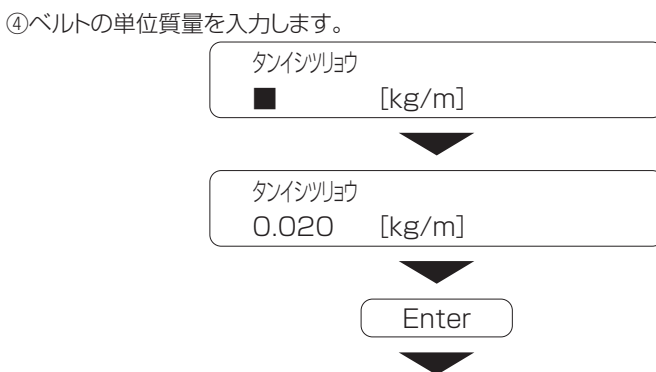 ④ベルトの単位質量を入力します。
タンイシツリョウ
■ [kg/m]
タンイシツリョウ
0.020 [kg/m]
Enter